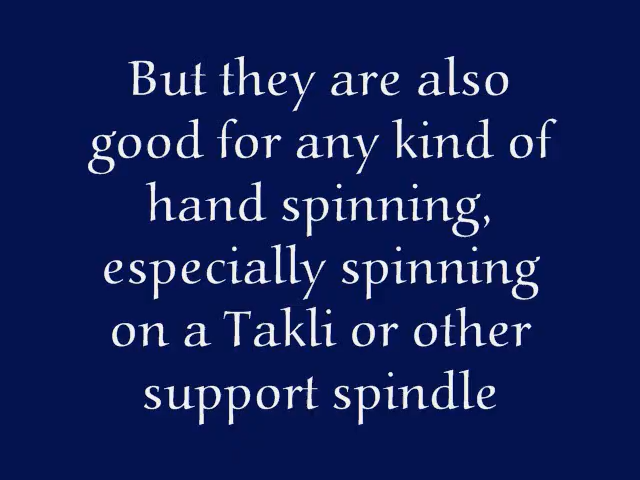 But they are also
good for any kind of
hand spinning,
especially spinning
on a Takli or other
support spindle